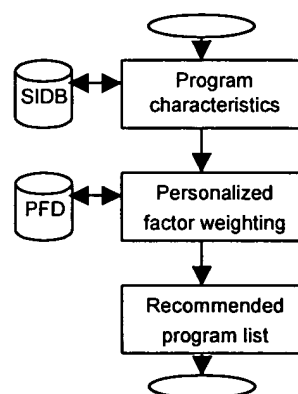 SIDB
Program
characteristics
PFD
Personalized
factor weighting
Recommended
program list